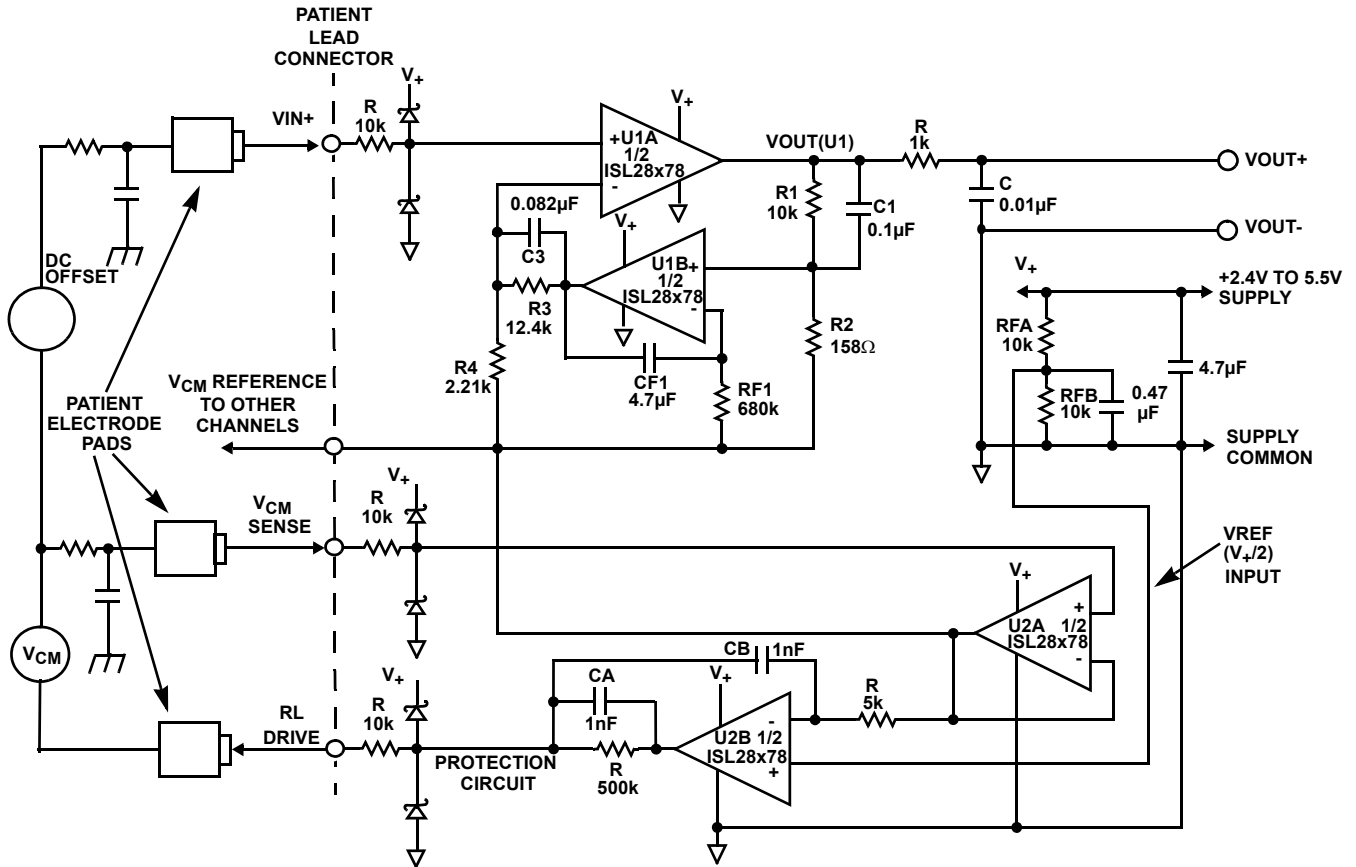 PATIENT
LEAD
CONNECTOR
V+
R
10k
VIN+
DC
OFFSET
+U1A
1/2
ISL28x78
-
V+
VOUT(U1)
R
1k
VOUT+
C
0.01µF
VOUT-
R1
10k
C1
0.1µF
0.082µF
C3
V+
U1B+
1/2
ISL28x78
-
R3
12.4k
R4
2.21k
CF1
4.7µF
RF1
680k
R2
158Ω
V+
+2.4V TO 5.5V
SUPPLY
RFA
10k
RFB
10k
0.47
µF
4.7µF
SUPPLY
COMMON
VCM REFERENCE
TO OTHER
CHANNELS
PATIENT
ELECTRODE
PADS
VCM
SENSE
R
10k
V+
VREF
(V+/2)
INPUT
V+
+
U2A 1/2
ISL28x78
-
VCM
RL
DRIVE
R
10k
V+
PROTECTION
CIRCUIT
CB
1nF
CA
1nF
R
500k
V+
-
U2B 1/2
ISL28x78
+
R
5k